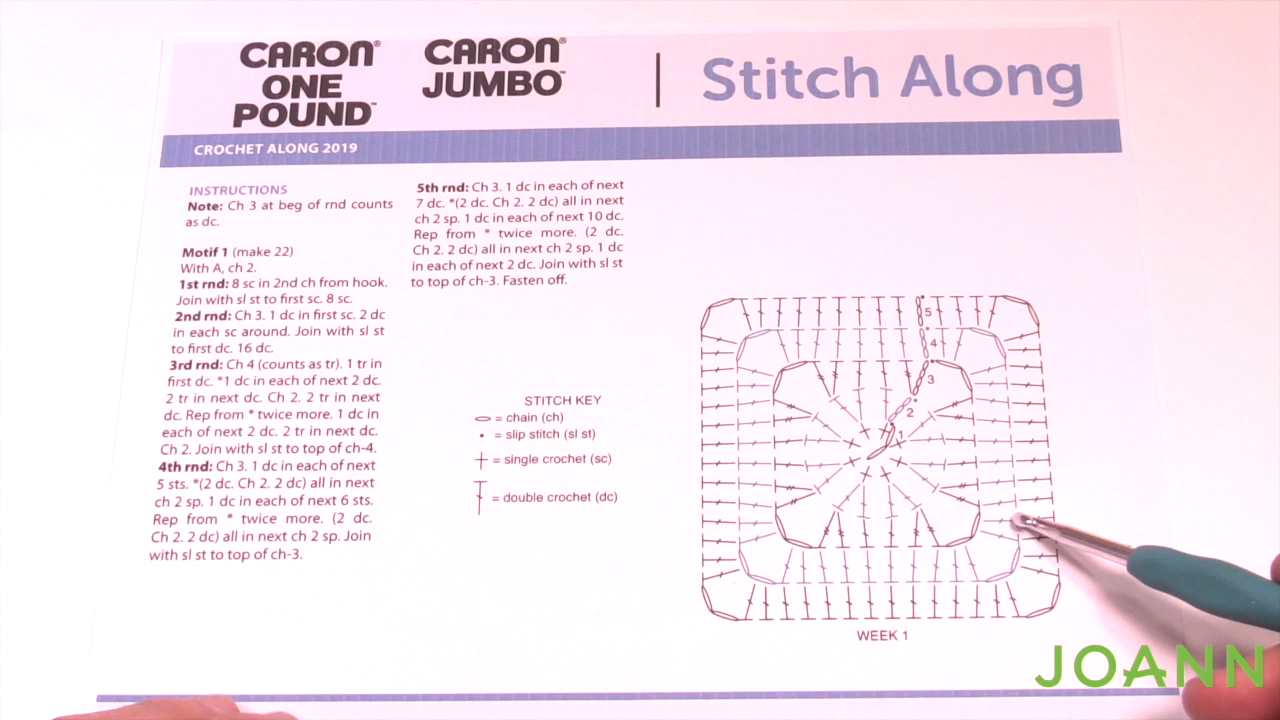 CARON®
ONE
POUND™
CARON®
JUMBO™
Stitch Along
CROCHET ALONG 2019
INSTRUCTIONS
Note: Ch 3 at beg of rnd counts
as dc.
Motif 1 (make 22)
With A, ch 2.
1st rnd: 8 sc in 2nd ch from hook.
Join with sl st to first sc. 8 sc.
2nd rnd: Ch 3. 1 dc in first sc. 2 dc
in each sc around. Join with sl st
to first dc. 16 dc.
3rd rnd: Ch 4 (counts as tr). 1 tr in
first dc. *1 dc in each of next 2 dc.
2 tr in next dc. Ch 2. 2 tr in next
dc. Rep from * twice more. 1 dc in
each of next 2 dc. 2 tr in next dc.
Ch 2. Join with sl st to top of ch-4.
4th rnd: Ch 3. 1 dc in each of next
5 sts. *(2 dc. Ch 2. 2 dc) all in next
ch 2 sp. 1 dc in each of next 6 sts.
Rep from * twice more. (2 dc.
Ch 2. 2 dc) all in next ch 2 sp. Join
with sl st to top of ch-3.
5th rnd: Ch 3. 1 dc in each of next
7 dc. *(2 dc. Ch 2. 2 dc) all in next
ch 2 sp. 1 dc in each of next 10 dc.
Rep from * twice more. (2 dc.
Ch 2. 2 dc) all in next ch 2 sp. 1 dc
in each of next 2 dc. Join with sl st
to top of ch-3. Fasten off.
STITCH KEY
= chain (ch)
= slip stitch (sl st)
= single crochet (sc)
= double crochet (dc)
5
4
3
2
1
WEEK 1
JOANN